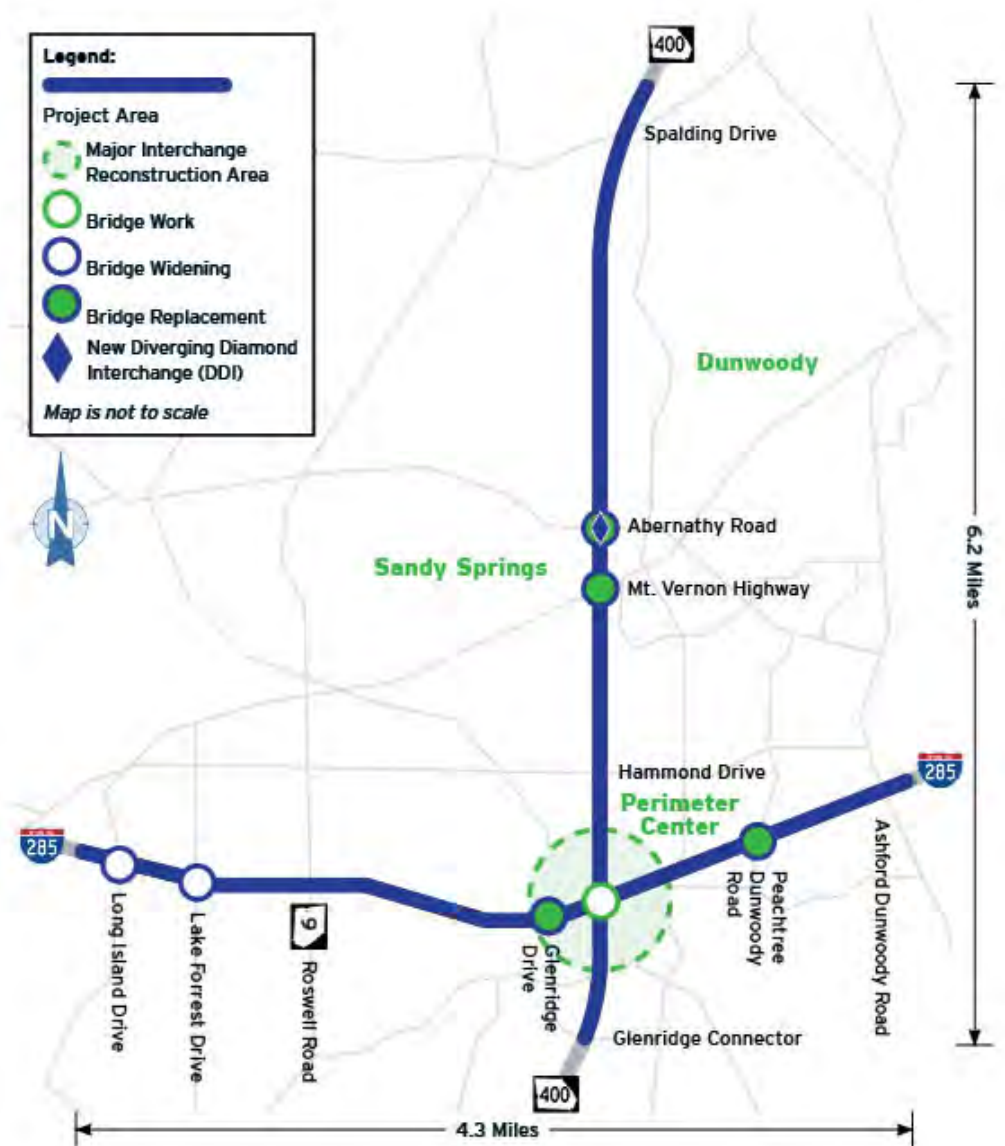 Legend:
Project Area
Major Interchange
Reconstruction Area
Bridge Work
Bridge Widening
Bridge Replacement
New Diverging Diamond
Interchange (DDI)
Map is not to scale
N
400
Spalding Drive
Dunwoody
Abernathy Road
Sandy Springs
Mt. Vernon Highway
6.2 Miles
Hammond Drive
Perimeter
Center
285
285
Long Island Drive
Lake Forrest Drive
9
Roswell Road
Glenridge
Drive
Peachtree
Dunwoody
Road
Ashford Dunwoody Road
Glenridge Connector
400
4.3 Miles